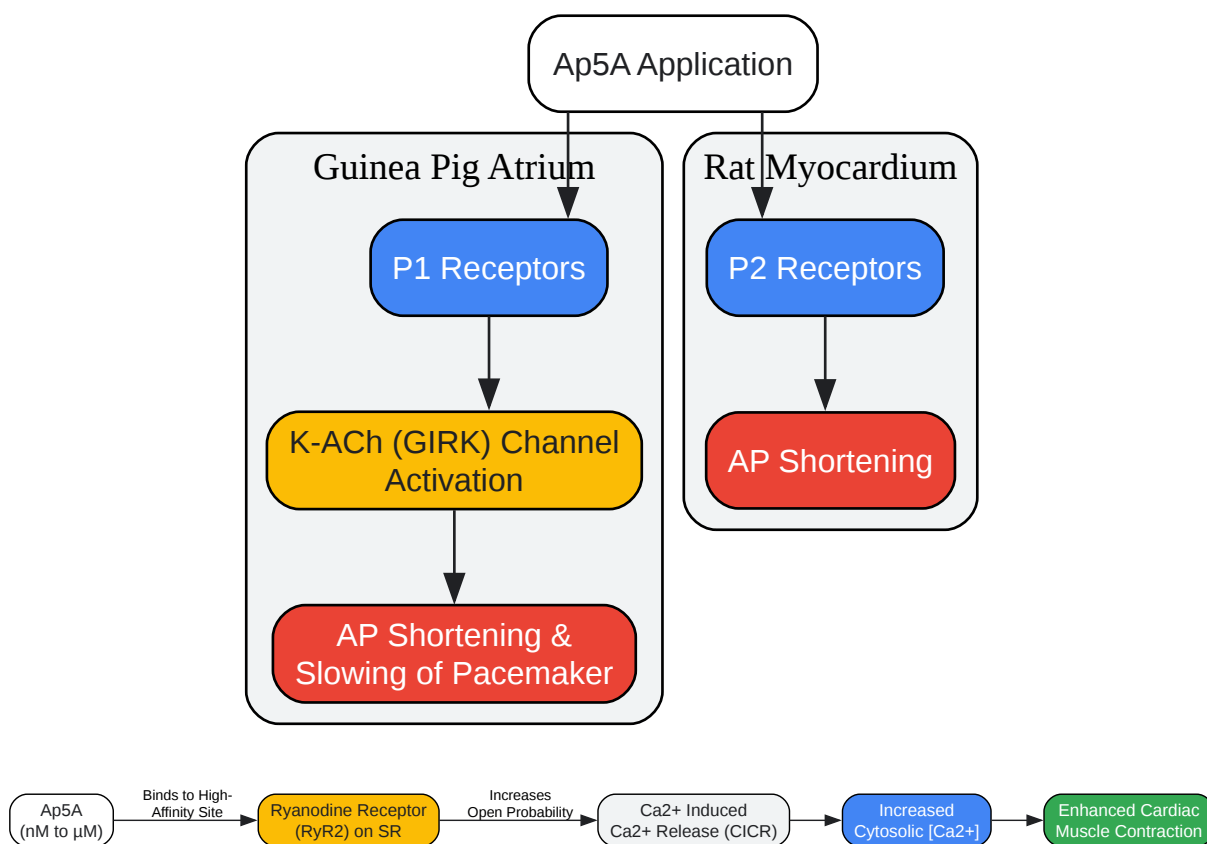 Ap5A Application
Guinea Pig Atrium
Rat Myocardium
P1 Receptors
P2 Receptors
K-ACh (GIRK) Channel
Activation
AP Shortening
AP Shortening &
Slowing of Pacemaker
Ap5A
(nM to µM)
Binds to High-
Affinity Site
Ryanodine Receptor
(RyR2) on SR
Increases
Open Probability
Ca2+ Induced
Ca2+ Release (CICR)
Increased
Cytosolic [Ca2+]
Enhanced Cardiac
Muscle Contraction